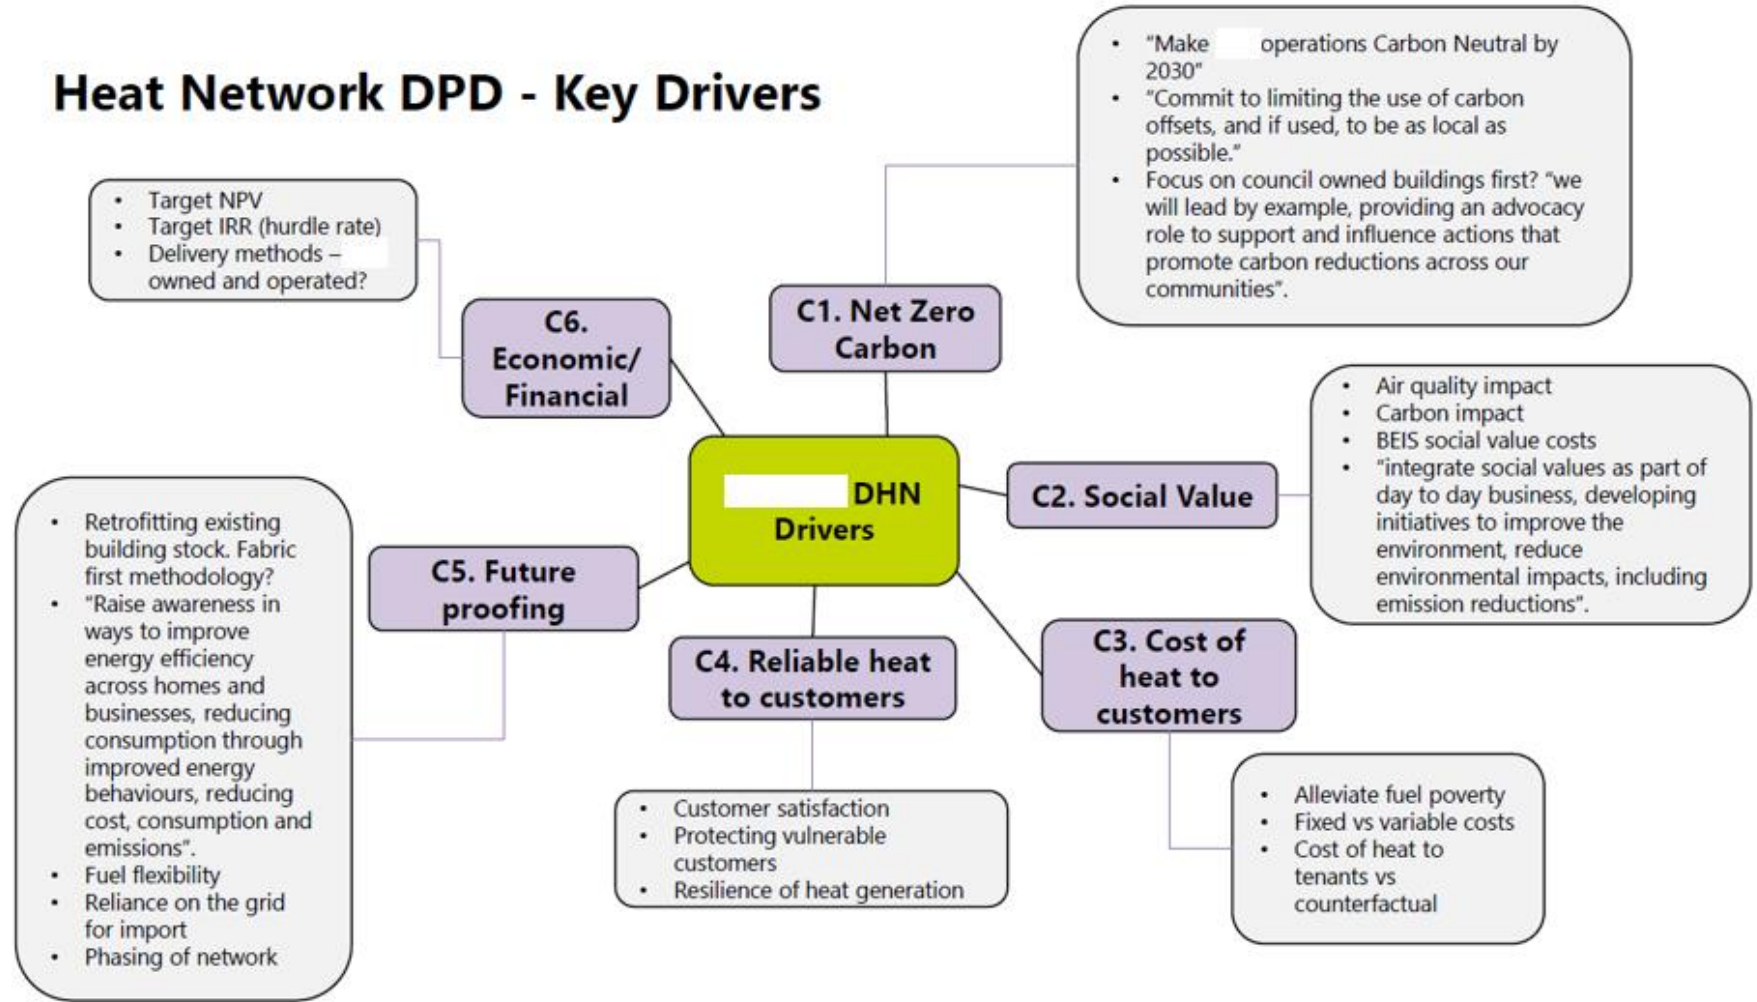 Heat Network DPD - Key Drivers
• Target NPV
• Target IRR (hurdle rate)
• Delivery methods –
owned and operated?
C6.
Economic/
Financial
C1. Net Zero
Carbon
• "Make operations Carbon Neutral by
2030"
• "Commit to limiting the use of carbon
offsets, and if used, to be as local as
possible."
• Focus on council owned buildings first? "we
will lead by example, providing an advocacy
role to support and influence actions that
promote carbon reductions across our
communities".
DHN
Drivers
C2. Social Value
• Air quality impact
• Carbon impact
• BEIS social value costs
• "integrate social values as part of
day to day business, developing
initiatives to improve the
environment, reduce
environmental impacts, including
emission reductions".
C3. Cost of
heat to
customers
• Alleviate fuel poverty
• Fixed vs variable costs
• Cost of heat to
tenants vs
counterfactual
C4. Reliable heat
to customers
• Customer satisfaction
• Protecting vulnerable
customers
• Resilience of heat generation
C5. Future
proofing
• Retrofitting existing
building stock. Fabric
first methodology?
• "Raise awareness in
ways to improve
energy efficiency
across homes and
businesses, reducing
consumption through
improved energy
behaviours, reducing
cost, consumption and
emissions".
• Fuel flexibility
• Reliance on the grid
for import
• Phasing of network